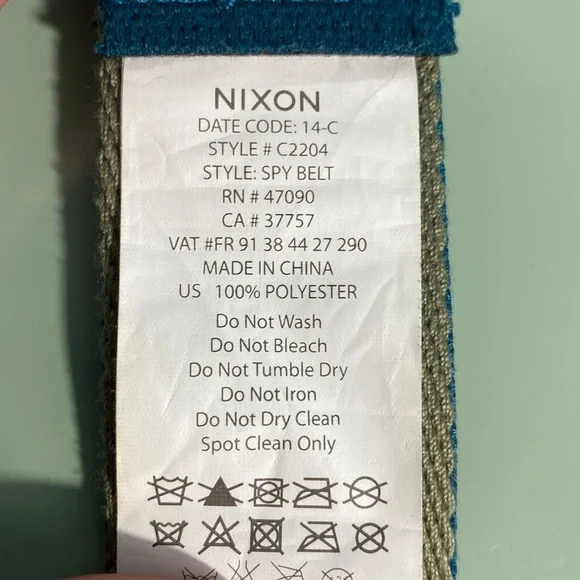 NIXON
DATE CODE: 14-C
STYLE # C2204
STYLE: SPY BELT
RN # 47090
CA # 37757
VAT #FR 91 38 44 27 290
MADE IN CHINA
US 100% POLYESTER
Do Not Wash
Do Not Bleach
Do Not Tumble Dry
Do Not Iron
Do Not Dry Clean
Spot Clean Only